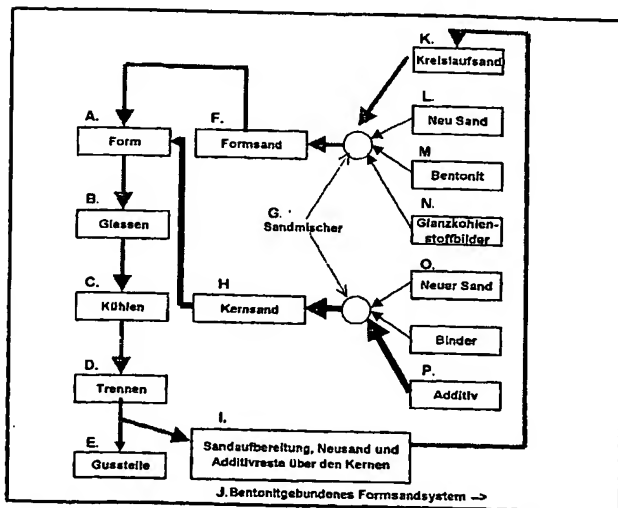 K.
Kreislaufsand
L.
Neu Sand
M
Bentonit
N.
Glanzkohlen-
stoffbilder
A.
Form
F.
Formsand
B.
Giessen
G.
Sandmischer
C.
Kühlen
H
Kernsand
O.
Neuer Sand
Binder
P.
Additiv
D.
Trennen
E.
Gussteile
I.
Sandaufbereitung, Neusand und
Additivreste über den Kernen
J. Bentonitgebundenes Formsandsystem -->